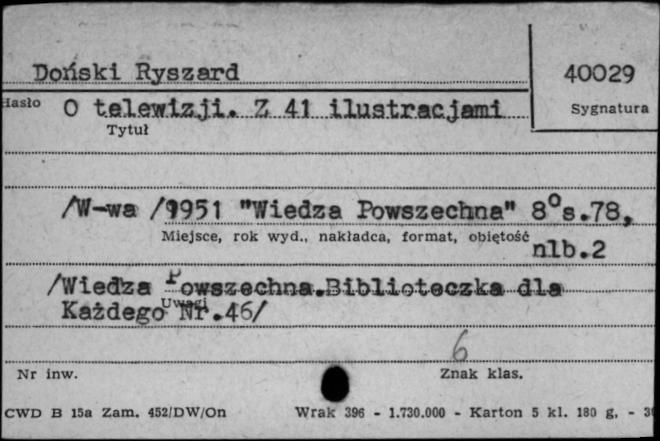 Doński Ryszard
40029
Hasło
O telewizji. Z 41 ilustracjami
Sygnatura
Tytuł
/W-wa /1951 "Wiedza Powszechna" 8° s.78,
Miejsce, rok wyd., nakładca, format, objętość
nlb.2
/Wiedza Powszechna.Biblioteczka dla
Uwagi
Każdego Nr.46/
6
Nr inw.
Znak klas.
CWD B 15a Zam. 452/DW/On
Wrak 396 - 1.730.000 - Karton 5 kl. 180 g. -